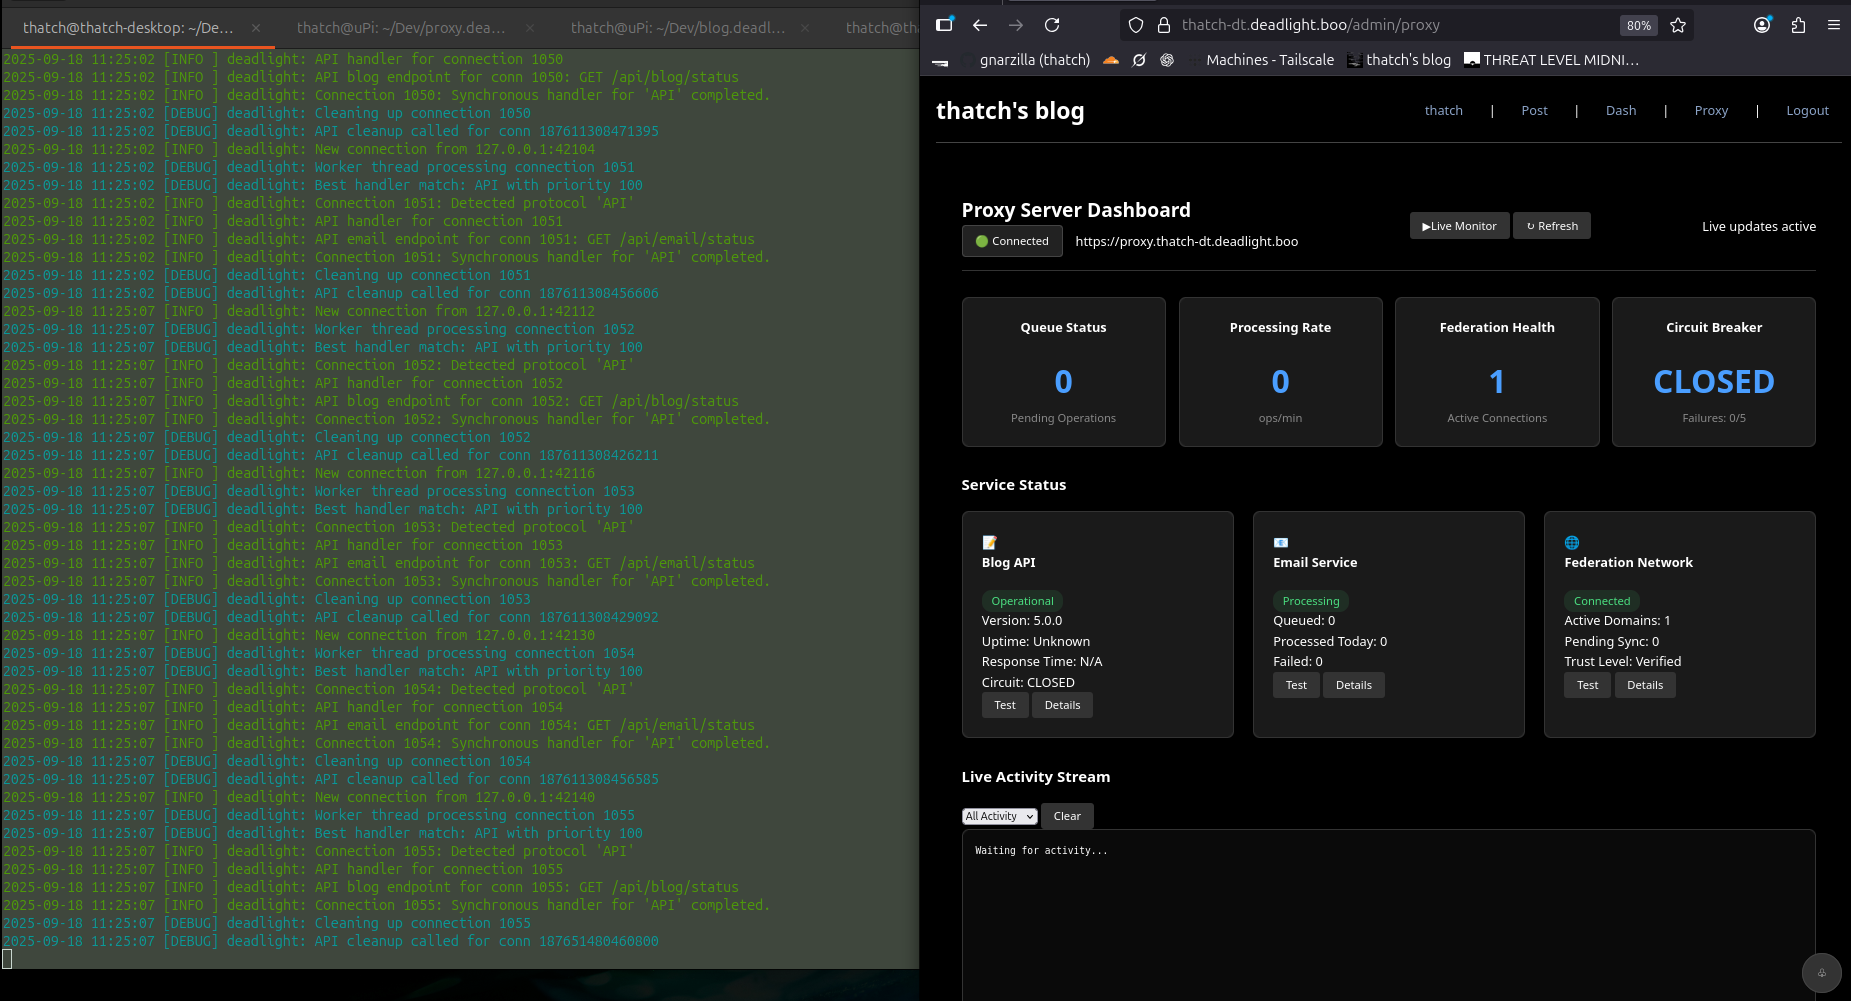 thatch@thatch-desktop: ~/De...
thatch@uPi: ~/Dev/proxy.dea...
thatch@uPi: ~/Dev/blog.deadl...
thatch@th
2025-09-18 11:25:02 [INFO ] deadlight: API handler for connection 1050
2025-09-18 11:25:02 [INFO ] deadlight: API blog endpoint for conn 1050: GET /api/blog/status
2025-09-18 11:25:02 [INFO ] deadlight: Connection 1050: Synchronous handler for 'API' completed.
2025-09-18 11:25:02 [DEBUG] deadlight: Cleaning up connection 1050
2025-09-18 11:25:02 [DEBUG] deadlight: API cleanup called for conn 187611308471395
2025-09-18 11:25:02 [INFO ] deadlight: New connection from 127.0.0.1:42104
2025-09-18 11:25:02 [DEBUG] deadlight: Worker thread processing connection 1051
2025-09-18 11:25:02 [DEBUG] deadlight: Best handler match: API with priority 100
2025-09-18 11:25:02 [INFO ] deadlight: Connection 1051: Detected protocol 'API'
2025-09-18 11:25:02 [INFO ] deadlight: API handler for connection 1051
2025-09-18 11:25:02 [INFO ] deadlight: API email endpoint for conn 1051: GET /api/email/status
2025-09-18 11:25:02 [INFO ] deadlight: Connection 1051: Synchronous handler for 'API' completed.
2025-09-18 11:25:02 [DEBUG] deadlight: Cleaning up connection 1051
2025-09-18 11:25:02 [DEBUG] deadlight: API cleanup called for conn 187611308456606
2025-09-18 11:25:07 [INFO ] deadlight: New connection from 127.0.0.1:42112
2025-09-18 11:25:07 [DEBUG] deadlight: Worker thread processing connection 1052
2025-09-18 11:25:07 [DEBUG] deadlight: Best handler match: API with priority 100
2025-09-18 11:25:07 [INFO ] deadlight: Connection 1052: Detected protocol 'API'
2025-09-18 11:25:07 [INFO ] deadlight: API handler for connection 1052
2025-09-18 11:25:07 [INFO ] deadlight: API blog endpoint for conn 1052: GET /api/blog/status
2025-09-18 11:25:07 [INFO ] deadlight: Connection 1052: Synchronous handler for 'API' completed.
2025-09-18 11:25:07 [DEBUG] deadlight: Cleaning up connection 1052
2025-09-18 11:25:07 [DEBUG] deadlight: API cleanup called for conn 187611308426211
2025-09-18 11:25:07 [INFO ] deadlight: New connection from 127.0.0.1:42116
2025-09-18 11:25:07 [DEBUG] deadlight: Worker thread processing connection 1053
2025-09-18 11:25:07 [DEBUG] deadlight: Best handler match: API with priority 100
2025-09-18 11:25:07 [INFO ] deadlight: Connection 1053: Detected protocol 'API'
2025-09-18 11:25:07 [INFO ] deadlight: API handler for connection 1053
2025-09-18 11:25:07 [INFO ] deadlight: API email endpoint for conn 1053: GET /api/email/status
2025-09-18 11:25:07 [INFO ] deadlight: Connection 1053: Synchronous handler for 'API' completed.
2025-09-18 11:25:07 [DEBUG] deadlight: Cleaning up connection 1053
2025-09-18 11:25:07 [DEBUG] deadlight: API cleanup called for conn 187611308429092
2025-09-18 11:25:07 [INFO ] deadlight: New connection from 127.0.0.1:42130
2025-09-18 11:25:07 [DEBUG] deadlight: Worker thread processing connection 1054
2025-09-18 11:25:07 [DEBUG] deadlight: Best handler match: API with priority 100
2025-09-18 11:25:07 [INFO ] deadlight: Connection 1054: Detected protocol 'API'
2025-09-18 11:25:07 [INFO ] deadlight: API handler for connection 1054
2025-09-18 11:25:07 [INFO ] deadlight: API email endpoint for conn 1054: GET /api/email/status
2025-09-18 11:25:07 [INFO ] deadlight: Connection 1054: Synchronous handler for 'API' completed.
2025-09-18 11:25:07 [DEBUG] deadlight: Cleaning up connection 1054
2025-09-18 11:25:07 [DEBUG] deadlight: API cleanup called for conn 187611308456585
2025-09-18 11:25:07 [INFO ] deadlight: New connection from 127.0.0.1:42140
2025-09-18 11:25:07 [DEBUG] deadlight: Worker thread processing connection 1055
2025-09-18 11:25:07 [DEBUG] deadlight: Best handler match: API with priority 100
2025-09-18 11:25:07 [INFO ] deadlight: Connection 1055: Detected protocol 'API'
2025-09-18 11:25:07 [INFO ] deadlight: API handler for connection 1055
2025-09-18 11:25:07 [INFO ] deadlight: API blog endpoint for conn 1055: GET /api/blog/status
2025-09-18 11:25:07 [INFO ] deadlight: Connection 1055: Synchronous handler for 'API' completed.
2025-09-18 11:25:07 [DEBUG] deadlight: Cleaning up connection 1055
2025-09-18 11:25:07 [DEBUG] deadlight: API cleanup called for conn 187651480460800
thatch-dt.deadlight.boo/admin/proxy
80%
gnarzilla (thatch)
Machines - Tailscale
thatch's blog
THREAT LEVEL MIDNI...
thatch's blog
thatch | Post | Dash | Proxy | Logout
Proxy Server Dashboard
Connected
https://proxy.thatch-dt.deadlight.boo
▶Live Monitor
↻ Refresh
Live updates active
Queue Status
0
Pending Operations
Processing Rate
0
ops/min
Federation Health
1
Active Connections
Circuit Breaker
CLOSED
Failures: 0/5
Service Status
Blog API
Operational
Version: 5.0.0
Uptime: Unknown
Response Time: N/A
Circuit: CLOSED
Test
Details
Email Service
Processing
Queued: 0
Processed Today: 0
Failed: 0
Test
Details
Federation Network
Connected
Active Domains: 1
Pending Sync: 0
Trust Level: Verified
Test
Details
Live Activity Stream
All Activity
Clear
Waiting for activity...